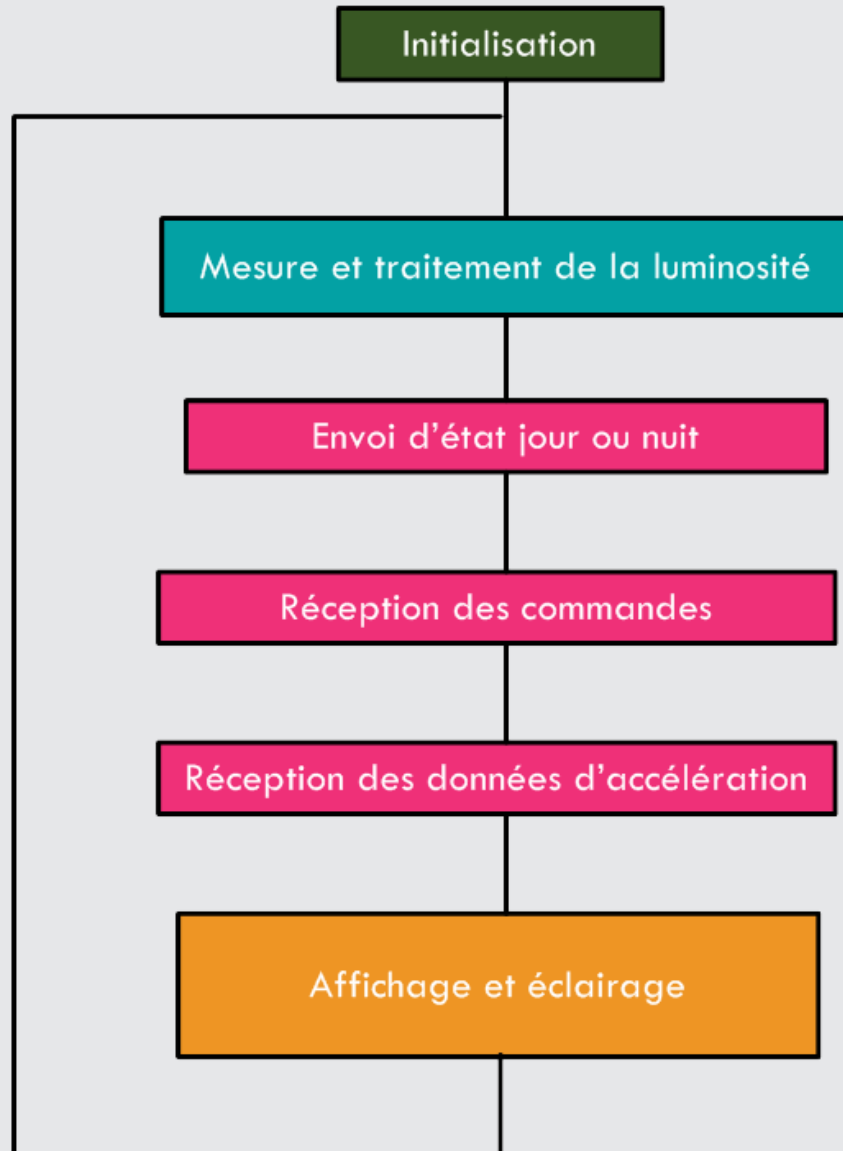 Initialisation
Mesure et traitement de la luminosité
Envoi d’état jour ou nuit
Réception des commandes
Réception des données d’accélération
Affichage et éclairage